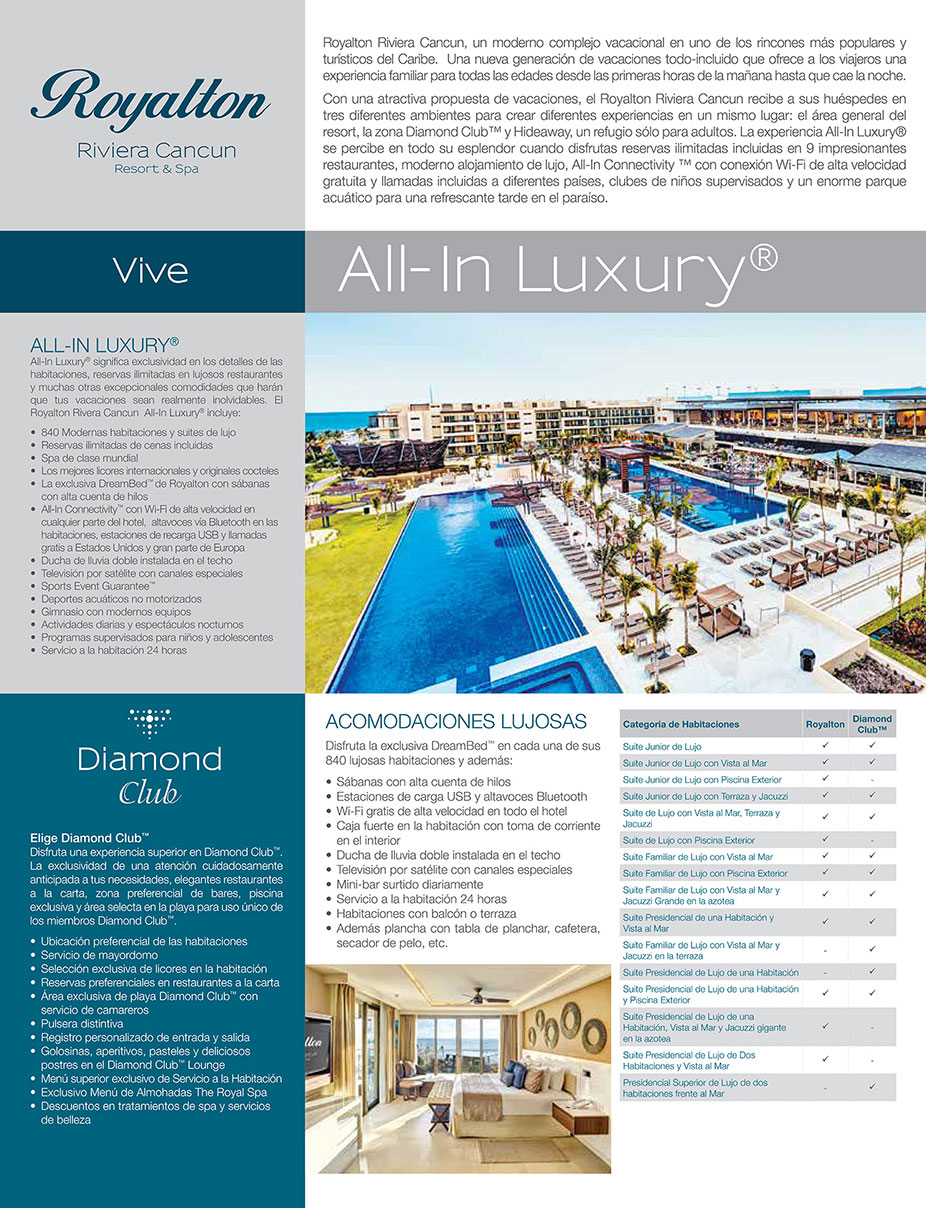 Royalton
Riviera Cancun
Resort & Spa
Royalton Riviera Cancun, un moderno complejo vacacional en uno de los rincones más populares y
turísticos del Caribe. Una nueva generación de vacaciones todo-incluido que ofrece a los viajeros una
experiencia familiar para todas las edades desde las primeras horas de la mañana hasta que cae la noche.
Con una atractiva propuesta de vacaciones, el Royalton Riviera Cancun recibe a sus huéspedes en
tres diferentes ambientes para crear diferentes experiencias en un mismo lugar: el área general del
resort, la zona Diamond Club™ y Hideaway, un refugio sólo para adultos. La experiencia All-In Luxury®
se percibe en todo su esplendor cuando disfrutas reservas ilimitadas incluidas en 9 impresionantes
restaurantes, moderno alojamiento de lujo, All-In Connectivity ™ con conexión Wi-Fi de alta velocidad
gratuita y llamadas incluidas a diferentes países, clubes de niños supervisados y un enorme parque
acuático para una refrescante tarde en el paraíso.
Vive
All-In Luxury®
ALL-IN LUXURY®
All-In Luxury® significa exclusividad en los detalles de las
habitaciones, reservas ilimitadas en lujosos restaurantes
y muchas otras excepcionales comodidades que harán
que tus vacaciones sean realmente inolvidables. El
Royalton Rivera Cancun All-In Luxury® incluye:
• 840 Modernas habitaciones y suites de lujo
• Reservas ilimitadas de cenas incluidas
• Spa de clase mundial
• Los mejores licores internacionales y originales cocteles
• La exclusiva DreamBed™ de Royalton con sábanas
con alta cuenta de hilos
• All-In Connectivity™ con Wi-Fi de alta velocidad en
cualquier parte del hotel, altavoces vía Bluetooth en las
habitaciones, estaciones de recarga USB y llamadas
gratis a Estados Unidos y gran parte de Europa
• Ducha de lluvia doble instalada en el techo
• Televisión por satélite con canales especiales
• Sports Event Guarantee™
• Deportes acuáticos no motorizados
• Gimnasio con modernos equipos
• Actividades diarias y espectáculos nocturnos
• Programas supervisados para niños y adolescentes
• Servicio a la habitación 24 horas
Diamond
Club
Elige Diamond Club™
Disfruta una experiencia superior en Diamond Club™.
La exclusividad de una atención cuidadosamente
anticipada a tus necesidades, elegantes restaurantes
a la carta, zona preferencial de bares, piscina
exclusiva y área selecta en la playa para uso único de
los miembros Diamond Club™.
• Ubicación preferencial de las habitaciones
• Servicio de mayordomo
• Selección exclusiva de licores en la habitación
• Reservas preferenciales en restaurantes a la carta
• Área exclusiva de playa Diamond Club™ con
servicio de camareros
• Pulsera distintiva
• Registro personalizado de entrada y salida
• Golosinas, aperitivos, pasteles y deliciosos
postres en el Diamond Club™ Lounge
• Menú superior exclusivo de Servicio a la Habitación
• Exclusivo Menú de Almohadas The Royal Spa
• Descuentos en tratamientos de spa y servicios
de belleza
ACOMODACIONES LUJOSAS
Disfruta la exclusiva DreamBed™ en cada una de sus
840 lujosas habitaciones y además:
• Sábanas con alta cuenta de hilos
• Estaciones de carga USB y altavoces Bluetooth
• Wi-Fi gratis de alta velocidad en todo el hotel
• Caja fuerte en la habitación con toma de corriente
en el interior
• Ducha de lluvia doble instalada en el techo
• Televisión por satélite con canales especiales
• Mini-bar surtido diariamente
• Servicio a la habitación 24 horas
• Habitaciones con balcón o terraza
• Además plancha con tabla de planchar, cafetera,
secador de pelo, etc.
Categoria de Habitaciones Royalton Diamond
Club™
Suite Junior de Lujo ✓ ✓
Suite Junior de Lujo con Vista al Mar ✓ ✓
Suite Junior de Lujo con Piscina Exterior ✓ -
Suite Junior de Lujo con Terraza y Jacuzzi ✓ ✓
Suite de Lujo con Vista al Mar, Terraza y
Jacuzzi ✓ ✓
Suite de Lujo con Piscina Exterior ✓ -
Suite Familiar de Lujo con Vista al Mar ✓ ✓
Suite Familiar de Lujo con Piscina Exterior ✓ ✓
Suite Familiar de Lujo con Vista al Mar y
Jacuzzi Grande en la azotea ✓ ✓
Suite Presidencial de una Habitación y
Vista al Mar ✓ ✓
Suite Familiar de Lujo con Vista al Mar y
Jacuzzi en la terraza - ✓
Suite Presidencial de Lujo de una Habitación - ✓
Suite Presidencial de Lujo de una Habitación
y Piscina Exterior ✓ ✓
Suite Presidencial de Lujo de una
Habitación, Vista al Mar y Jacuzzi gigante
en la azotea ✓ -
Suite Presidencial de Lujo de Dos
Habitaciones y Vista al Mar ✓ -
Presidencial Superior de Lujo de dos
habitaciones frente al Mar ✓